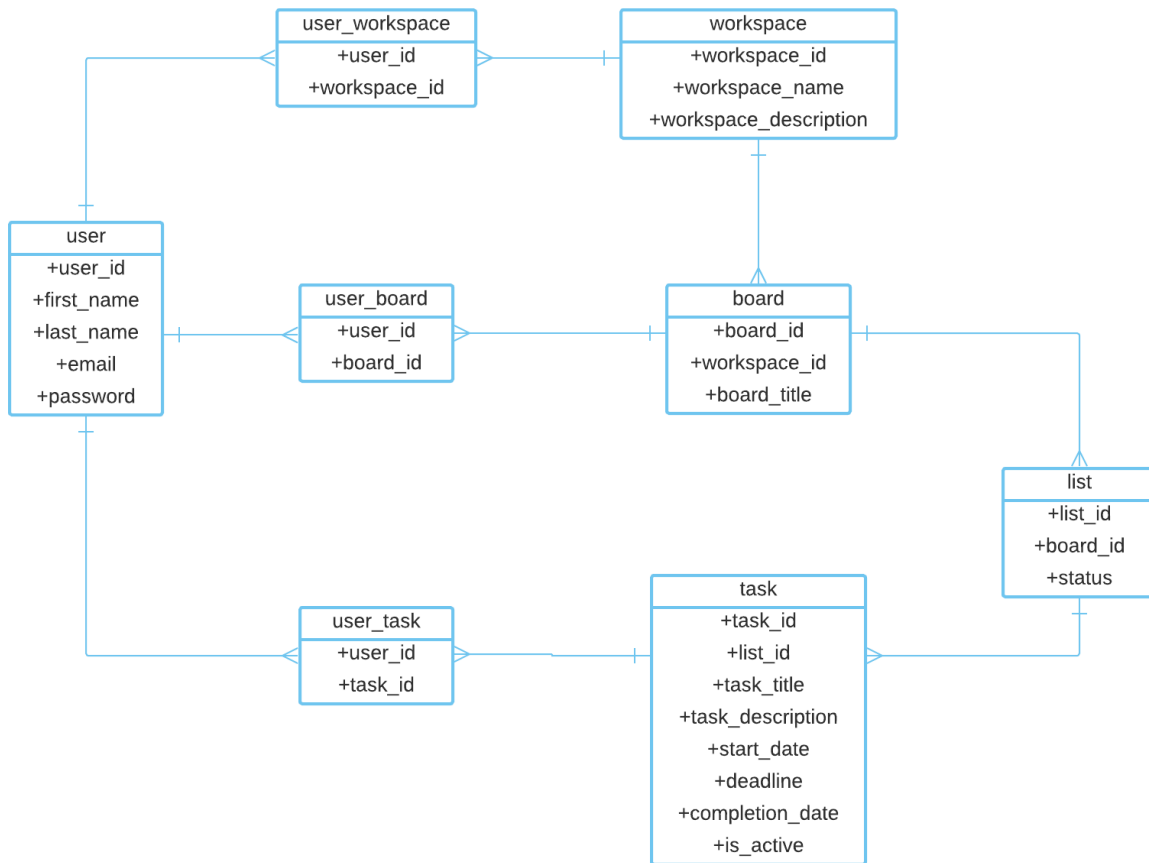 user_workspace
+user_id
+workspace_id
workspace
+workspace_id
+workspace_name
+workspace_description
user
+user_id
+first_name
+last_name
+email
+password
user_board
+user_id
+board_id
board
+board_id
+workspace_id
+board_title
list
+list_id
+board_id
+status
user_task
+user_id
+task_id
task
+task_id
+list_id
+task_title
+task_description
+start_date
+deadline
+completion_date
+is_active